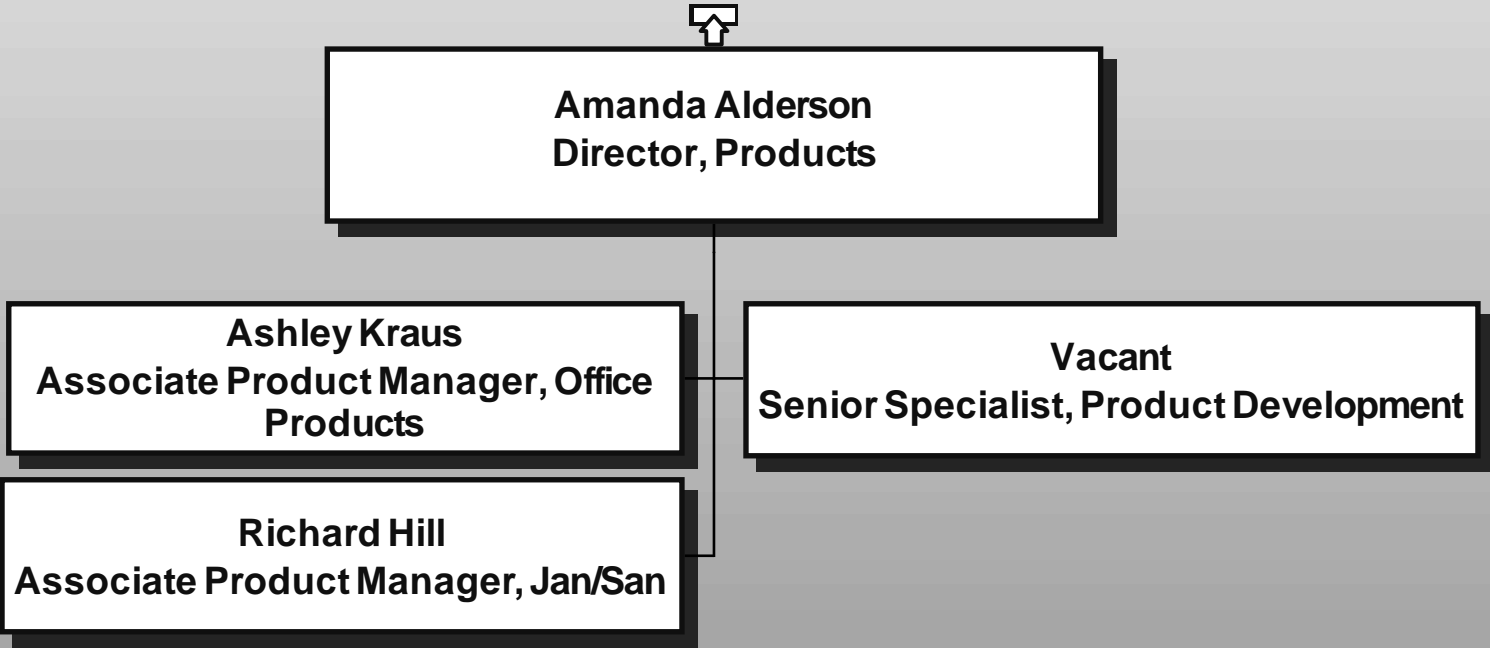 Amanda Alderson
Director, Products
Ashley Kraus
Associate Product Manager, Office
Products
Vacant
Senior Specialist, Product Development
Richard Hill
Associate Product Manager, Jan/San